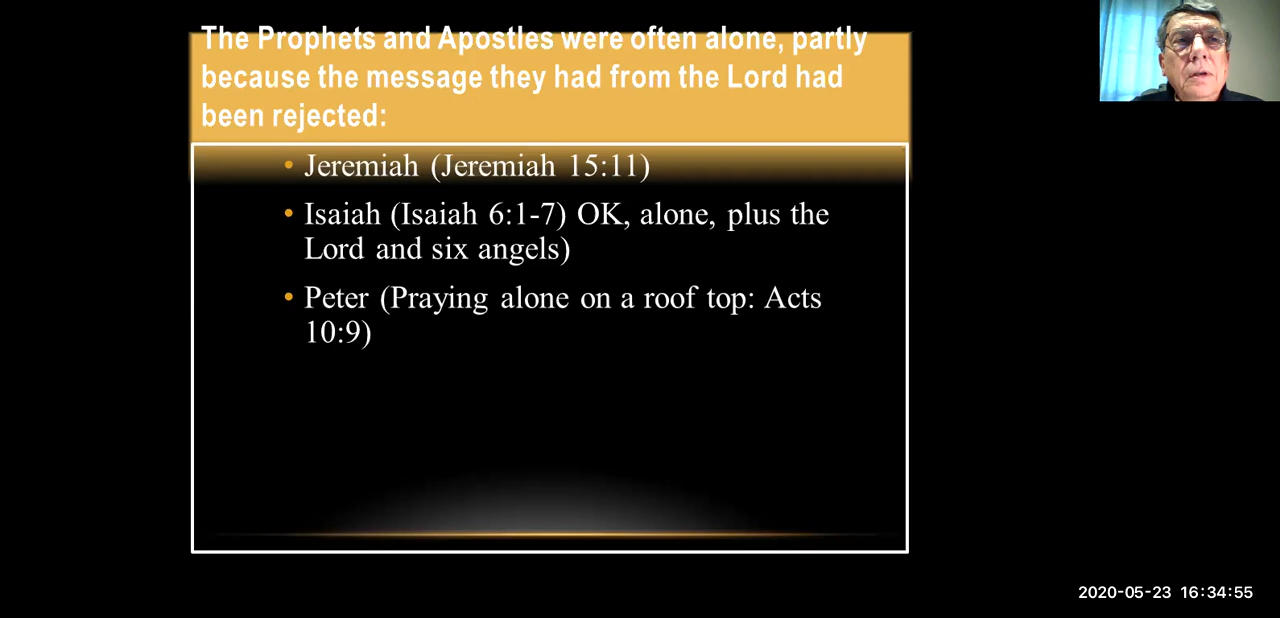 The Prophets and Apostles were often alone, partly
because the message they had from the Lord had
been rejected:
• Jeremiah (Jeremiah 15:11)
• Isaiah (Isaiah 6:1-7) OK, alone, plus the
Lord and six angels)
• Peter (Praying alone on a roof top: Acts
10:9)
2020-05-23 16:34:55